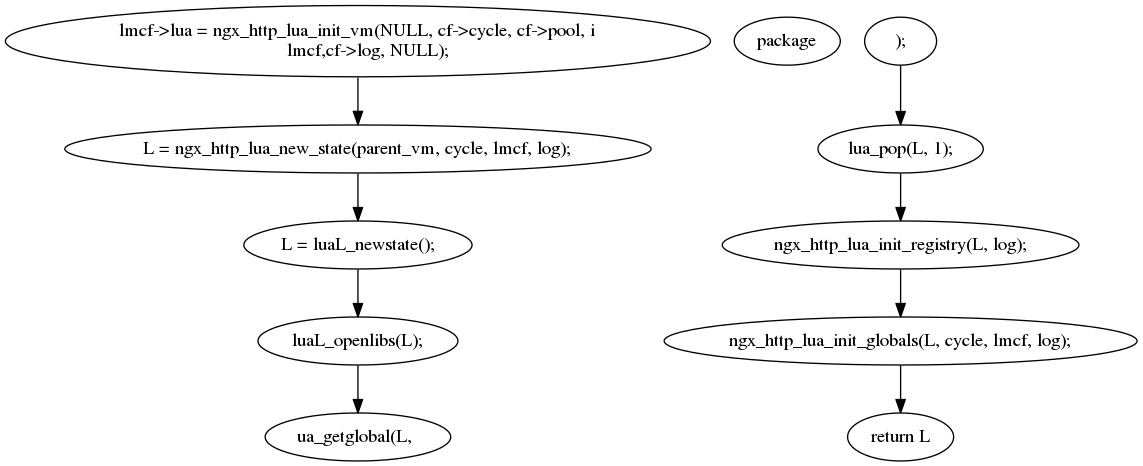 lmcf->lua = ngx_http_lua_init_vm(NULL, cf->cycle, cf->pool, i
lmcf,cf->log, NULL);
L = ngx_http_lua_new_state(parent_vm, cycle, lmcf, log);
L = luaL_newstate();
luaL_openlibs(L);
ua_getglobal(L,
package
);
lua_pop(L, 1);
ngx_http_lua_init_registry(L, log);
ngx_http_lua_init_globals(L, cycle, lmcf, log);
return L